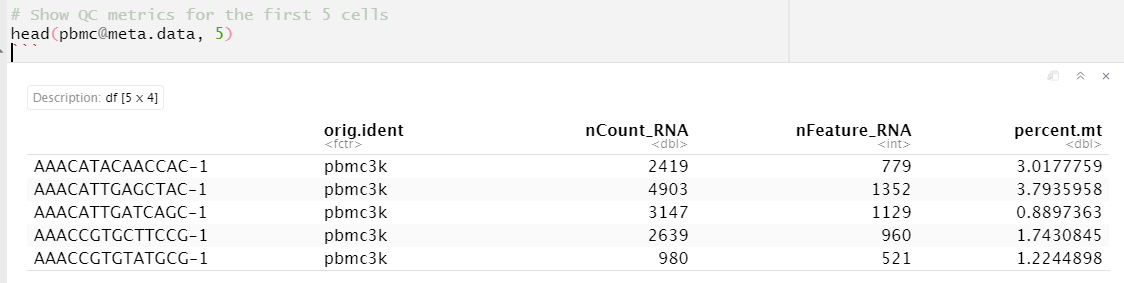 # Show QC metrics for the first 5 cells
head(pbmc@meta.data, 5)
```
Description: df [5 x 4]
orig.ident nCount_RNA nFeature_RNA percent.mt
<fctr> <dbl> <int> <dbl>
AAACATACAACCAC-1 pbmc3k 2419 779 3.0177759
AAACATTGAGCTAC-1 pbmc3k 4903 1352 3.7935958
AAACATTGATCAGC-1 pbmc3k 3147 1129 0.8897363
AAACCGTGCTTCCG-1 pbmc3k 2639 960 1.7430845
AAACCGTGTATGCG-1 pbmc3k 980 521 1.2244898